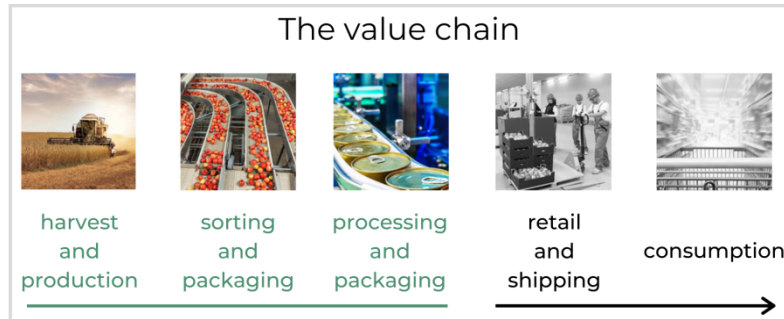 The value chain
harvest
and
production
sorting
and
packaging
processing
and
packaging
retail
and
shipping
consumption